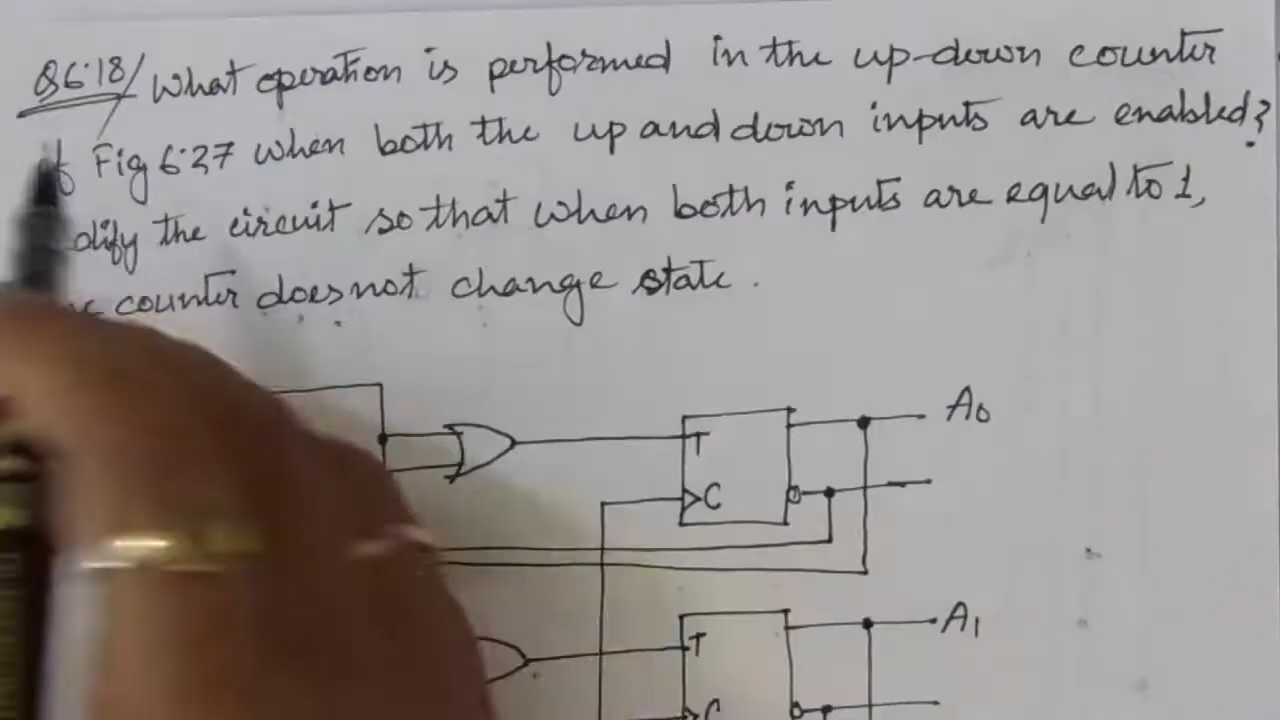 Q6.18/ What operation is performed in the up-down counter
Fig 6.27 when both the up and down inputs are enabled?
the circuit so that when both inputs are equal to 1,
counter does not change state.
A0
T
C
A1
T
C